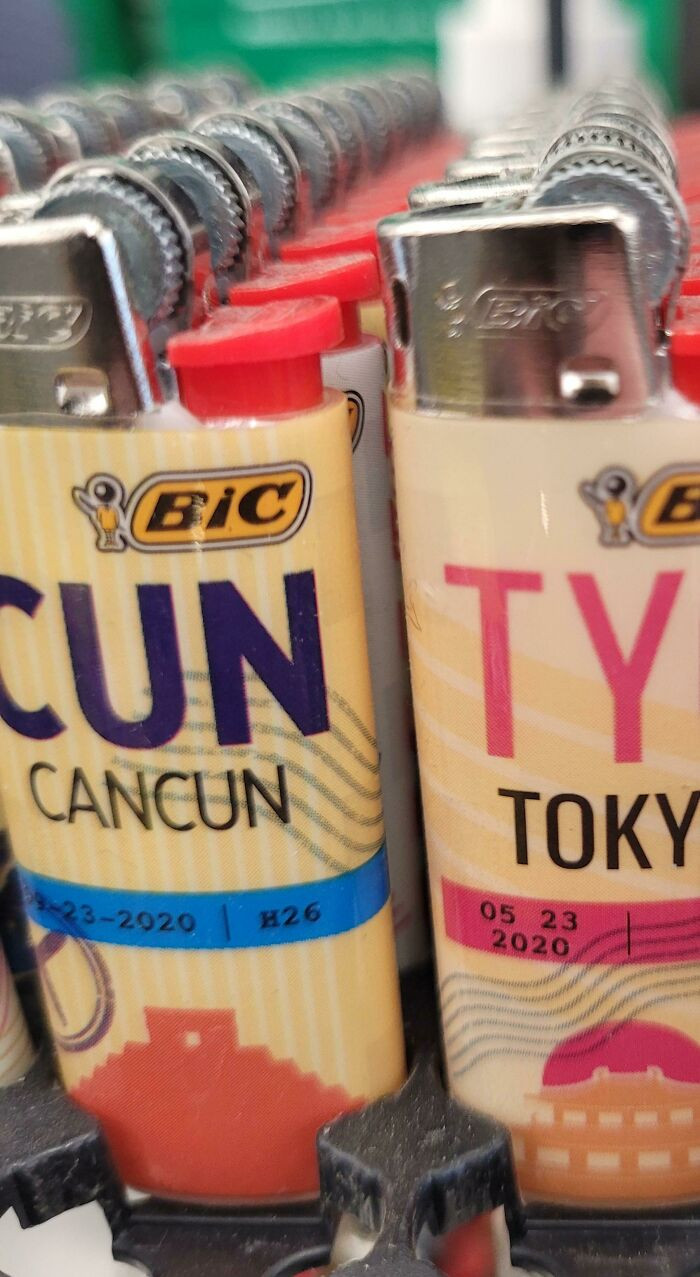 BiC
BiC
CUN
CANCUN
-23-2020 | H26
BiC
TY
TOKY
05 23
2020